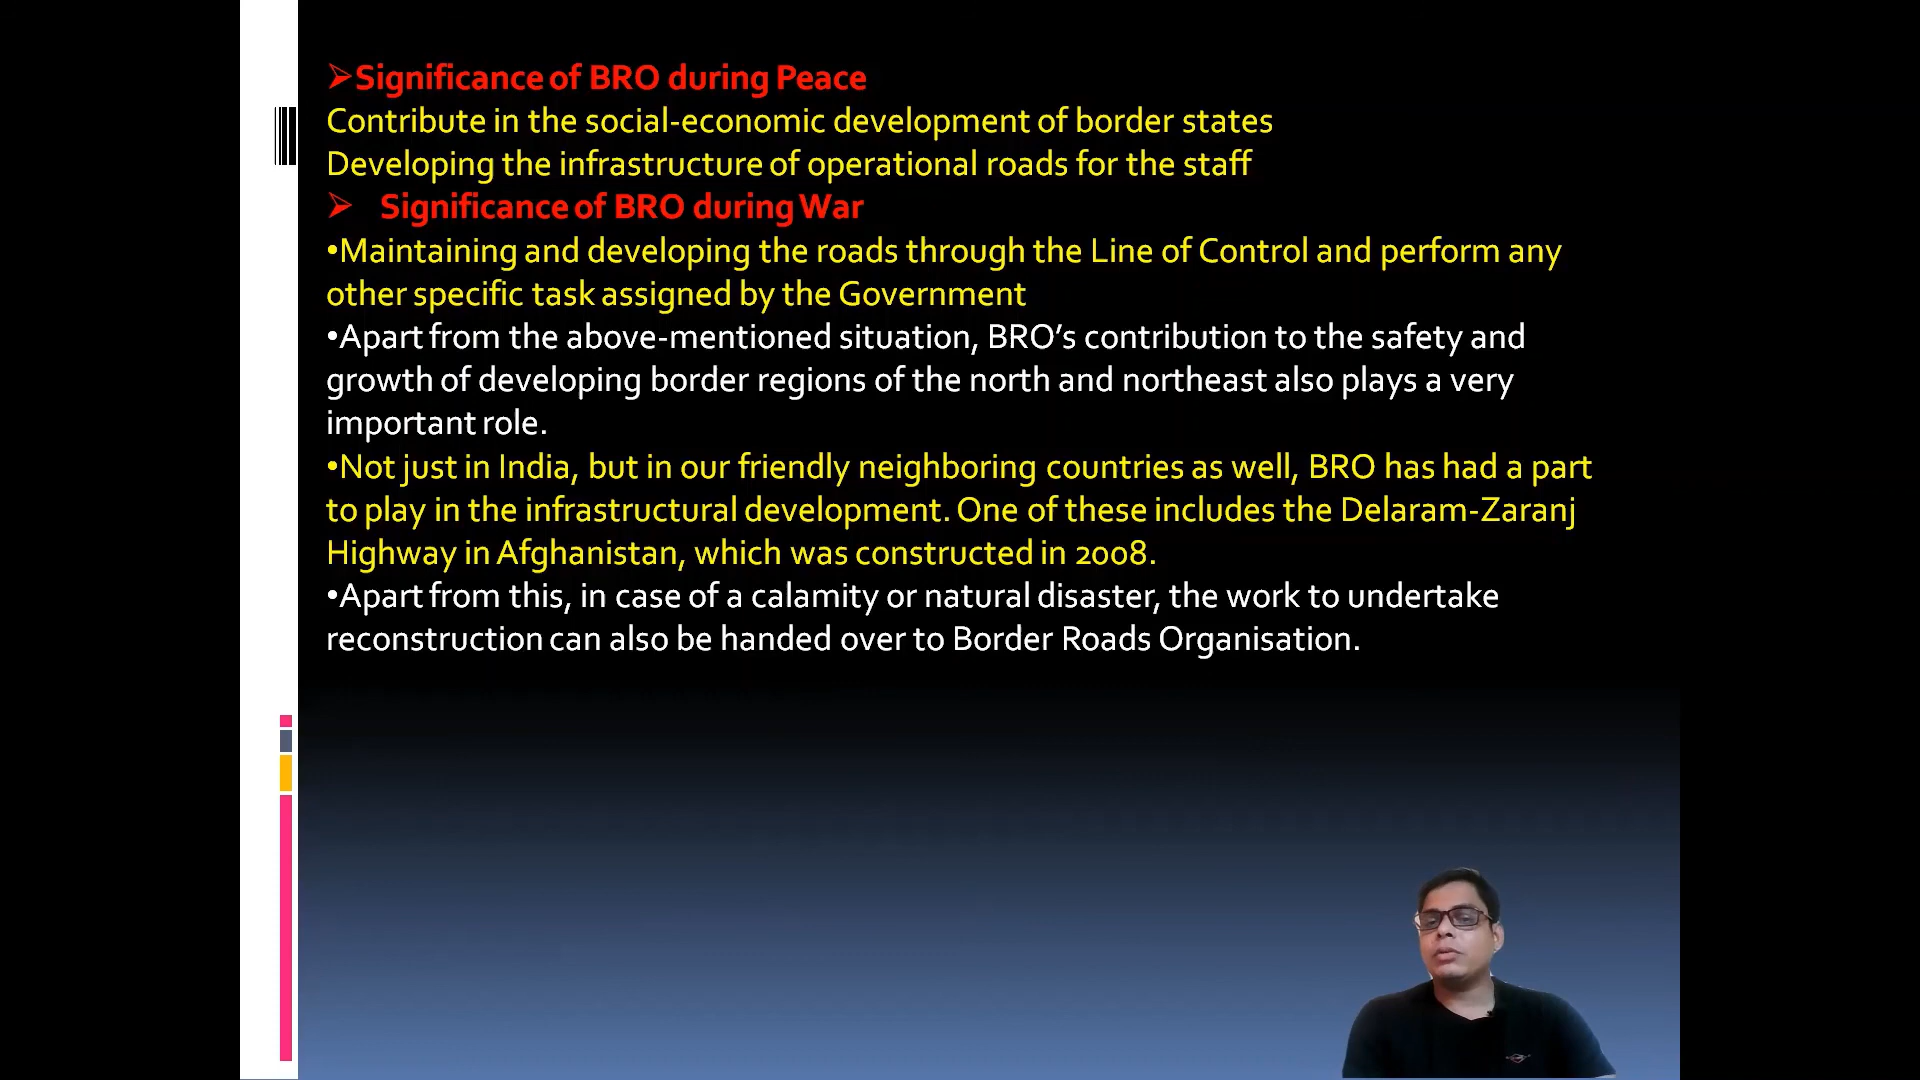 ➢Significance of BRO during Peace
Contribute in the social-economic development of border states
Developing the infrastructure of operational roads for the staff
➢ Significance of BRO during War
•Maintaining and developing the roads through the Line of Control and perform any
other specific task assigned by the Government
•Apart from the above-mentioned situation, BRO’s contribution to the safety and
growth of developing border regions of the north and northeast also plays a very
important role.
•Not just in India, but in our friendly neighboring countries as well, BRO has had a part
to play in the infrastructural development. One of these includes the Delaram-Zaranj
Highway in Afghanistan, which was constructed in 2008.
•Apart from this, in case of a calamity or natural disaster, the work to undertake
reconstruction can also be handed over to Border Roads Organisation.